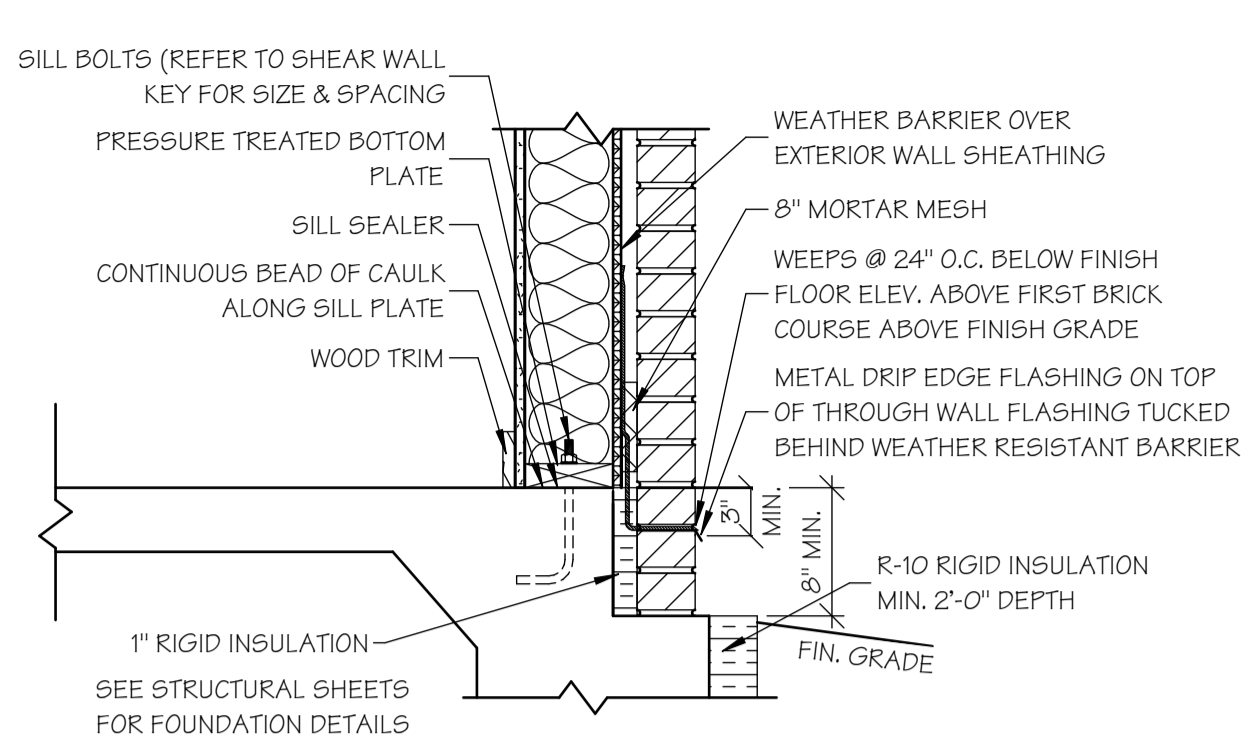 SILL BOLTS (REFER TO SHEAR WALL
KEY FOR SIZE & SPACING
PRESSURE TREATED BOTTOM
PLATE
SILL SEALER
CONTINUOUS BEAD OF CAULK
ALONG SILL PLATE
WOOD TRIM
1" RIGID INSULATION
SEE STRUCTURAL SHEETS
FOR FOUNDATION DETAILS
WEATHER BARRIER OVER
EXTERIOR WALL SHEATHING
8" MORTAR MESH
WEEPS @ 24" O.C. BELOW FINISH
FLOOR ELEV. ABOVE FIRST BRICK
COURSE ABOVE FINISH GRADE
METAL DRIP EDGE FLASHING ON TOP
OF THROUGH WALL FLASHING TUCKED
BEHIND WEATHER RESISTANT BARRIER
3"
MIN.
8" MIN.
R-10 RIGID INSULATION
MIN. 2'-0" DEPTH
FIN. GRADE